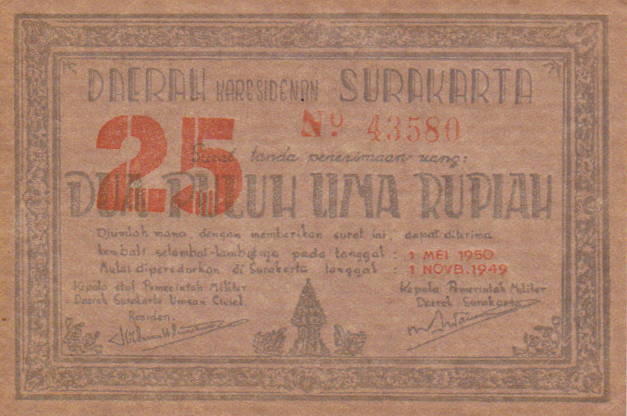 DAERAH KARESIDENAN SURAKARTA
No 43580
25
Surat tanda penerimaan uang:
DUA PULUH LIMA RUPIAH
Djumlah mana, dengan memberikan surat ini, dapat diterima
kembali selambat-lambatnja pada tanggal : 1 MEI 1950
Mulai diperedarkan di Surakarta tanggal : 1 NOVB. 1949
Kepala Staf Pemerintah Militer
Daerah Surakarta Urusan Civiel
Residen.
Kepala Pemerintah Militer
Daerah Surakarta